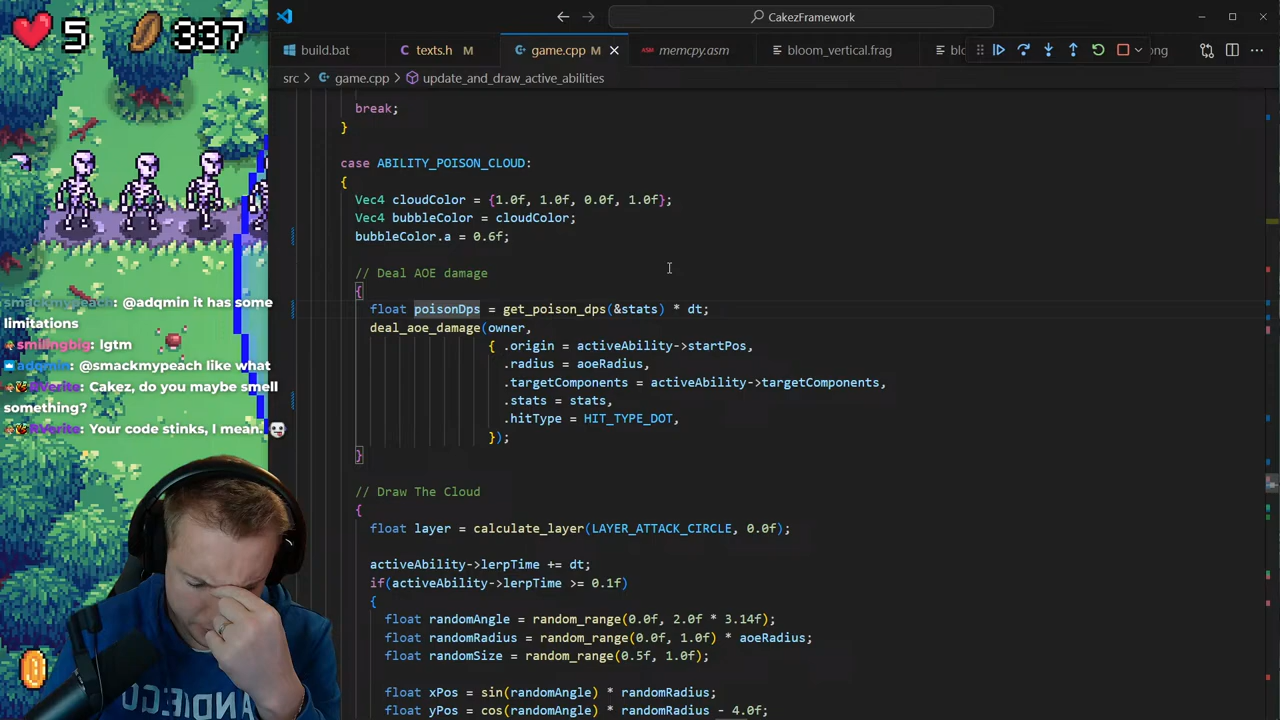 5
337
CakezFramework
build.bat
texts.h M
game.cpp M
ASM memcpy.asm
bloom_vertical.frag
ong
src > game.cpp > update_and_draw_active_abilities
break;
}
case ABILITY_POISON_CLOUD:
{
Vec4 cloudColor = {1.0f, 1.0f, 0.0f, 1.0f};
Vec4 bubbleColor = cloudColor;
bubbleColor.a = 0.6f;
// Deal AOE damage
{
float poisonDps = get_poison_dps(&stats) * dt;
deal_aoe_damage(owner,
{ .origin = activeAbility->startPos,
.radius = aoeRadius,
.targetComponents = activeAbility->targetComponents,
.stats = stats,
.hitType = HIT_TYPE_DOT,
});
}
// Draw The Cloud
{
float layer = calculate_layer(LAYER_ATTACK_CIRCLE, 0.0f);
activeAbility->lerpTime += dt;
if(activeAbility->lerpTime >= 0.1f)
{
float randomAngle = random_range(0.0f, 2.0f * 3.14f);
float randomRadius = random_range(0.0f, 1.0f) * aoeRadius;
float randomSize = random_range(0.5f, 1.0f);
float xPos = sin(randomAngle) * randomRadius;
float yPos = cos(randomAngle) * randomRadius - 4.0f;
smackmypeach: @adqmin it has some
limitations
smilingbig: lgtm
adqmin: @smackmypeach like what
Riverito: Cakez, do you maybe smell
something?
Riverito: Your code stinks, I mean.